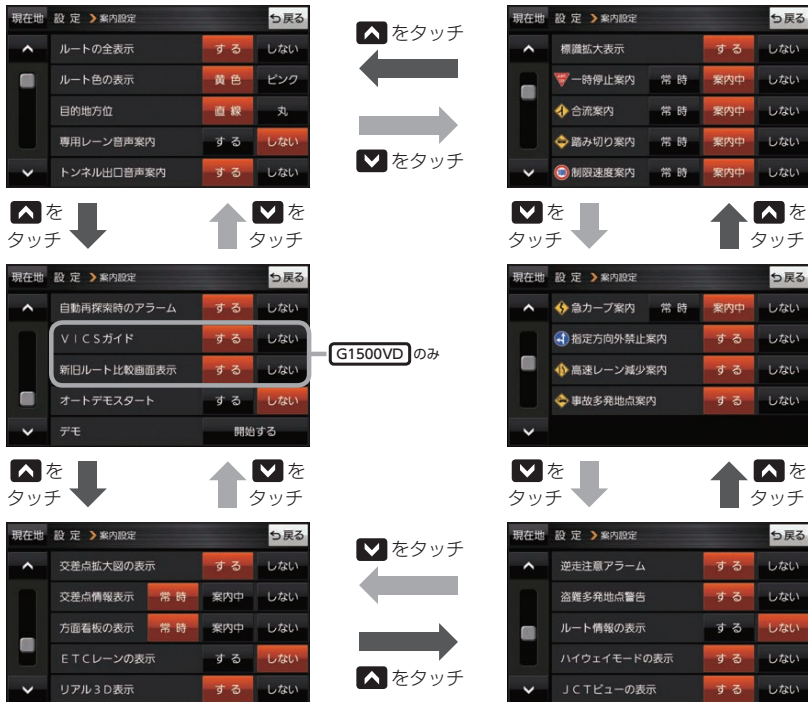 現在地 設 定 案内設定 戻る
ルートの全表示 す る しない
ルート色の表示 黄 色 ピンク
目的地方位 直 線 丸
専用レーン音声案内 す る しない
トンネル出口音声案内 す る しない
をタッチ
をタッチ
現在地 設 定 案内設定 戻る
標識拡大表示 す る しない
一時停止案内 常 時 案内中 しない
合流案内 常 時 案内中 しない
踏み切り案内 常 時 案内中 しない
制限速度案内 常 時 案内中 しない
を
タッチ
を
タッチ
を
タッチ
を
タッチ
現在地 設 定 案内設定 戻る
自動再探索時のアラーム す る しない
ＶＩＣＳガイド す る しない
新旧ルート比較画面表示 す る しない
オートデモスタート す る しない
デモ 開始する
G1500VD のみ
現在地 設 定 案内設定 戻る
急カーブ案内 常 時 案内中 しない
指定方向外禁止案内 す る しない
高速レーン減少案内 す る しない
事故多発地点案内 す る しない
を
タッチ
を
タッチ
を
タッチ
を
タッチ
現在地 設 定 案内設定 戻る
交差点拡大図の表示 す る しない
交差点情報表示 常 時 案内中 しない
方面看板の表示 常 時 案内中 しない
ＥＴＣレーンの表示 す る しない
リアル３Ｄ表示 す る しない
をタッチ
をタッチ
現在地 設 定 案内設定 戻る
逆走注意アラーム す る しない
盗難多発地点警告 す る しない
ルート情報の表示 す る しない
ハイウェイモードの表示 す る しない
ＪＣＴビューの表示 す る しない